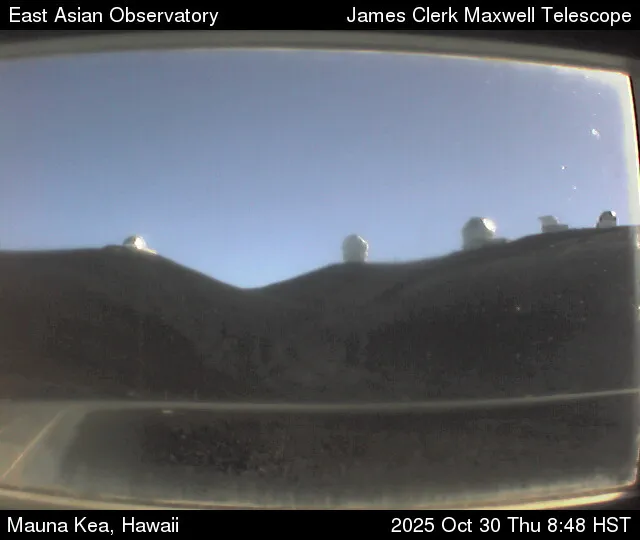 East Asian Observatory
James Clerk Maxwell Telescope
Mauna Kea, Hawaii
2025 Oct 30 Thu 8:48 HST